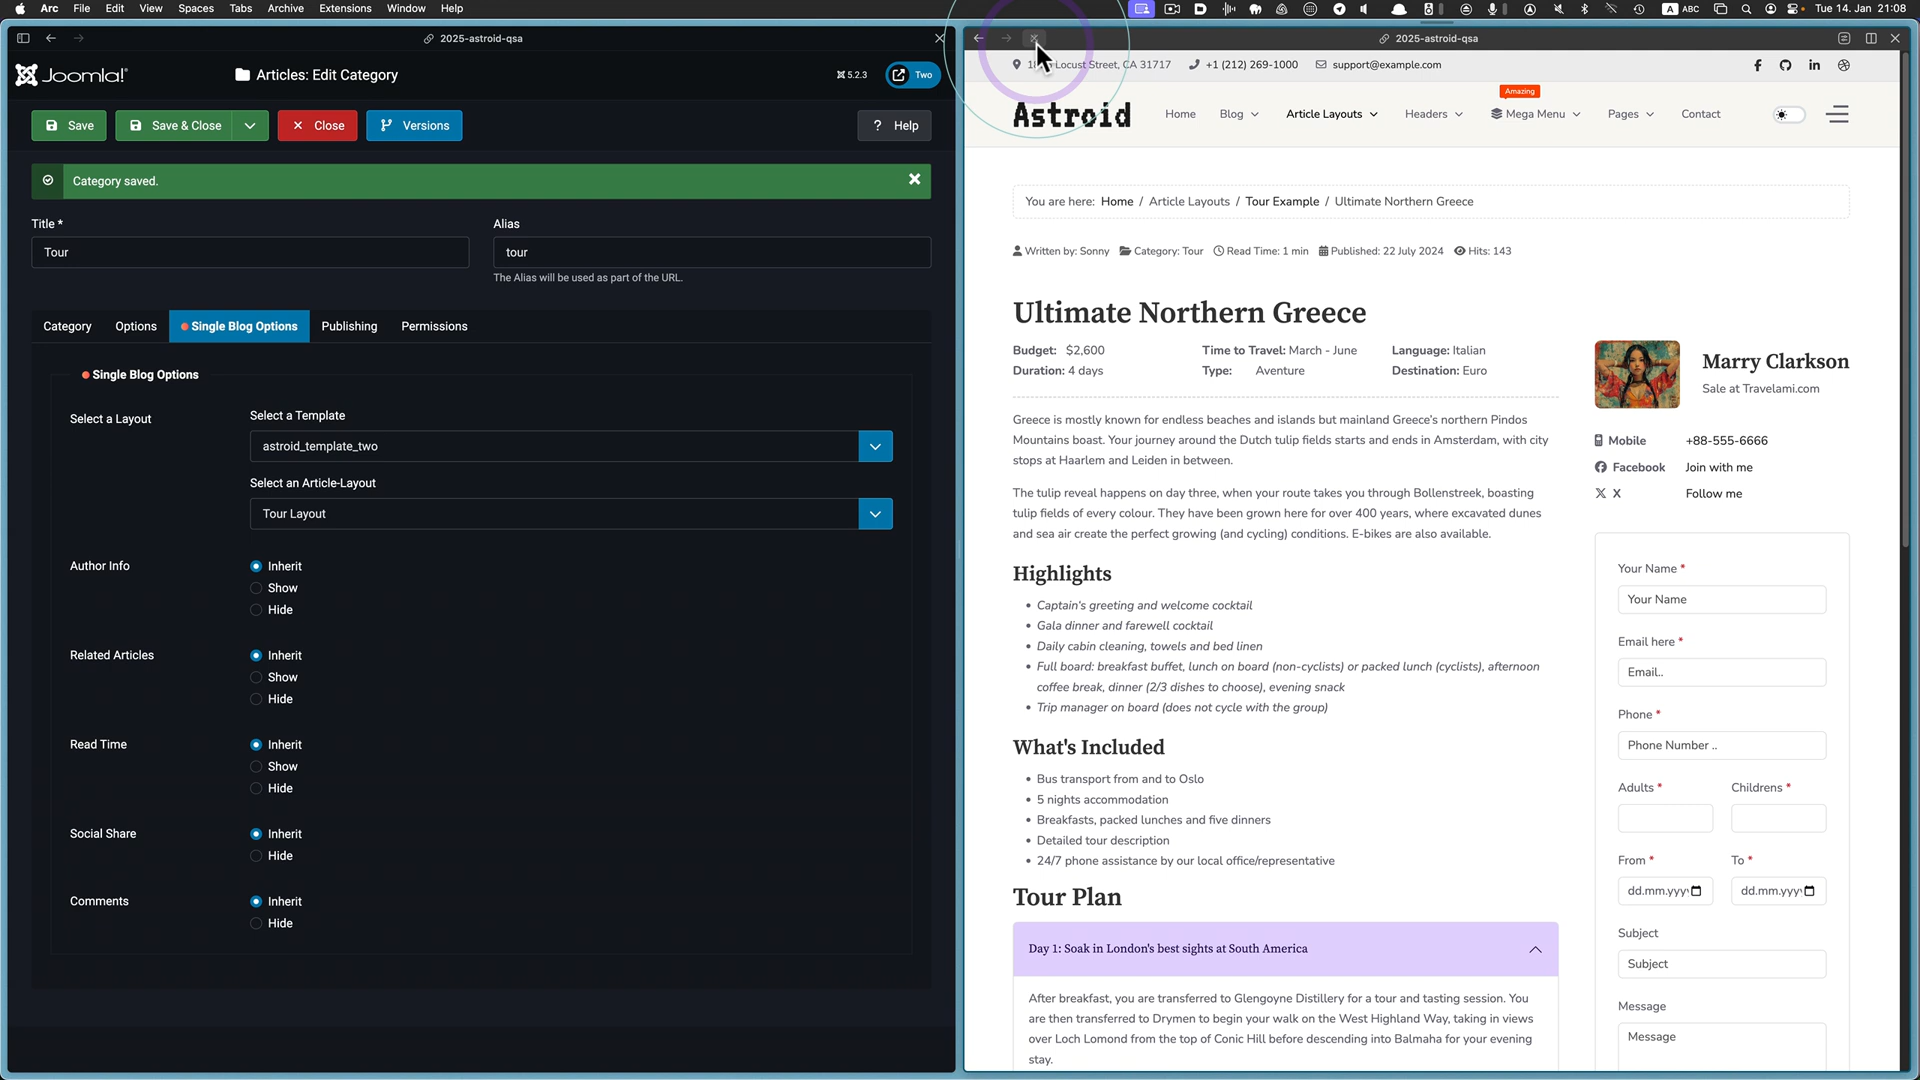 Arc File Edit View Spaces Tabs Archive Extensions Window Help
A ABC
Tue 14. Jan 21:08
2025-astroid-qsa
Joomla!
Articles: Edit Category
5.2.3
Two
Save
Save & Close
Close
Versions
? Help
Category saved.
Title *
Alias
Tour
tour
The Alias will be used as part of the URL.
Category
Options
Single Blog Options
Publishing
Permissions
Single Blog Options
Select a Layout
Select a Template
astroid_template_two
Select an Article-Layout
Tour Layout
Author Info
Inherit
Show
Hide
Related Articles
Inherit
Show
Hide
Read Time
Inherit
Show
Hide
Social Share
Inherit
Hide
Comments
Inherit
Hide
2025-astroid-qsa
Locust Street, CA 31717
+1 (212) 269-1000
support@example.com
Astroid
Home
Blog
Article Layouts
Headers
Amazing
Mega Menu
Pages
Contact
You are here: Home / Article Layouts / Tour Example / Ultimate Northern Greece
Written by: Sonny Category: Tour Read Time: 1 min Published: 22 July 2024 Hits: 143
Ultimate Northern Greece
Budget: $2,600
Time to Travel: March - June
Language: Italian
Duration: 4 days
Type: Aventure
Destination: Euro
Greece is mostly known for endless beaches and islands but mainland Greece's northern Pindos
Mountains boast. Your journey around the Dutch tulip fields starts and ends in Amsterdam, with city
stops at Haarlem and Leiden in between.
The tulip reveal happens on day three, when your route takes you through Bollenstreek, boasting
tulip fields of every colour. They have been grown here for over 400 years, where excavated dunes
and sea air create the perfect growing (and cycling) conditions. E-bikes are also available.
Highlights
• Captain's greeting and welcome cocktail
• Gala dinner and farewell cocktail
• Daily cabin cleaning, towels and bed linen
• Full board: breakfast buffet, lunch on board (non-cyclists) or packed lunch (cyclists), afternoon
coffee break, dinner (2/3 dishes to choose), evening snack
• Trip manager on board (does not cycle with the group)
What's Included
• Bus transport from and to Oslo
• 5 nights accommodation
• Breakfasts, packed lunches and five dinners
• Detailed tour description
• 24/7 phone assistance by our local office/representative
Tour Plan
Day 1: Soak in London's best sights at South America
After breakfast, you are transferred to Glengoyne Distillery for a tour and tasting session. You
are then transferred to Drymen to begin your walk on the West Highland Way, taking in views
over Loch Lomond from the top of Conic Hill before descending into Balmaha for your evening
stay.
Marry Clarkson
Sale at Travelami.com
Mobile +88-555-6666
Facebook Join with me
X Follow me
Your Name *
Your Name
Email here *
Email..
Phone *
Phone Number ..
Adults *
Childrens *
From *
To *
dd.mm.yyyy
dd.mm.yyyy
Subject
Subject
Message
Message